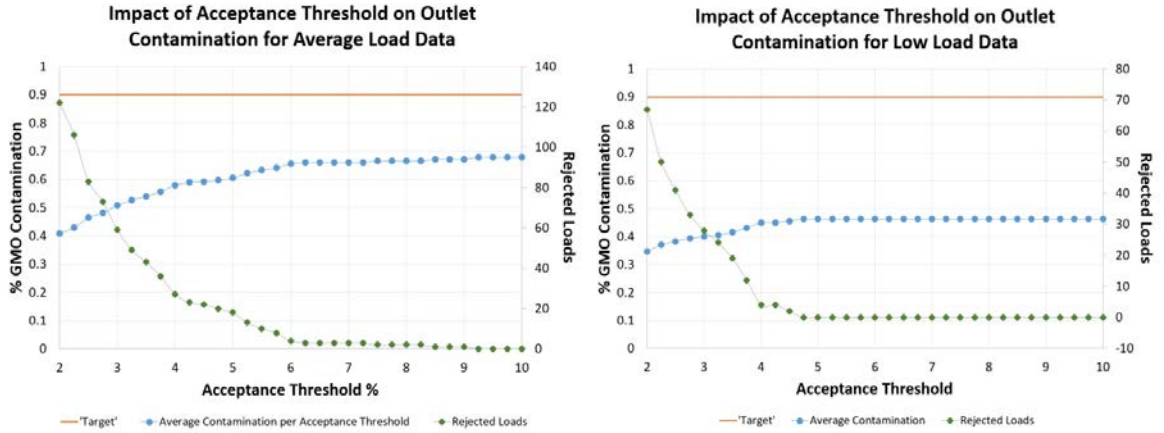 Impact of Acceptance Threshold on Outlet
Contamination for Average Load Data
% GMO Contamination
1
0.9
0.8
0.7
0.6
0.5
0.4
0.3
0.2
0.1
0
140
120
100
80
60
40
20
0
Rejected Loads
2 3 4 5 6 7 8 9 10
Acceptance Threshold %
'Target' Average Contamination per Acceptance Threshold Rejected Loads
Impact of Acceptance Threshold on Outlet
Contamination for Low Load Data
% GMO Contamination
1
0.9
0.8
0.7
0.6
0.5
0.4
0.3
0.2
0.1
0
80
70
60
50
40
30
20
10
0
-10
Rejected Loads
2 3 4 5 6 7 8 9 10
Acceptance Threshold
'Target' Average Contamination Rejected Loads